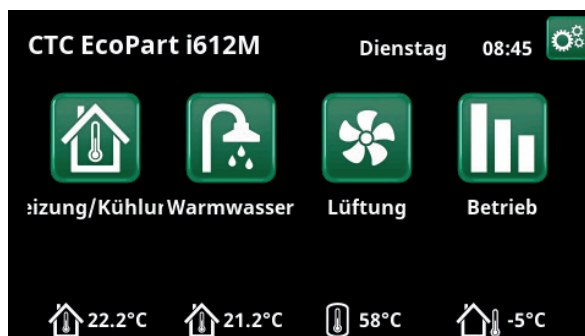 CTC EcoPart i612M Dienstag 08:45
eizung/Kühlur Warmwasser Lüftung Betrieb
22.2°C 21.2°C 58°C -5°C